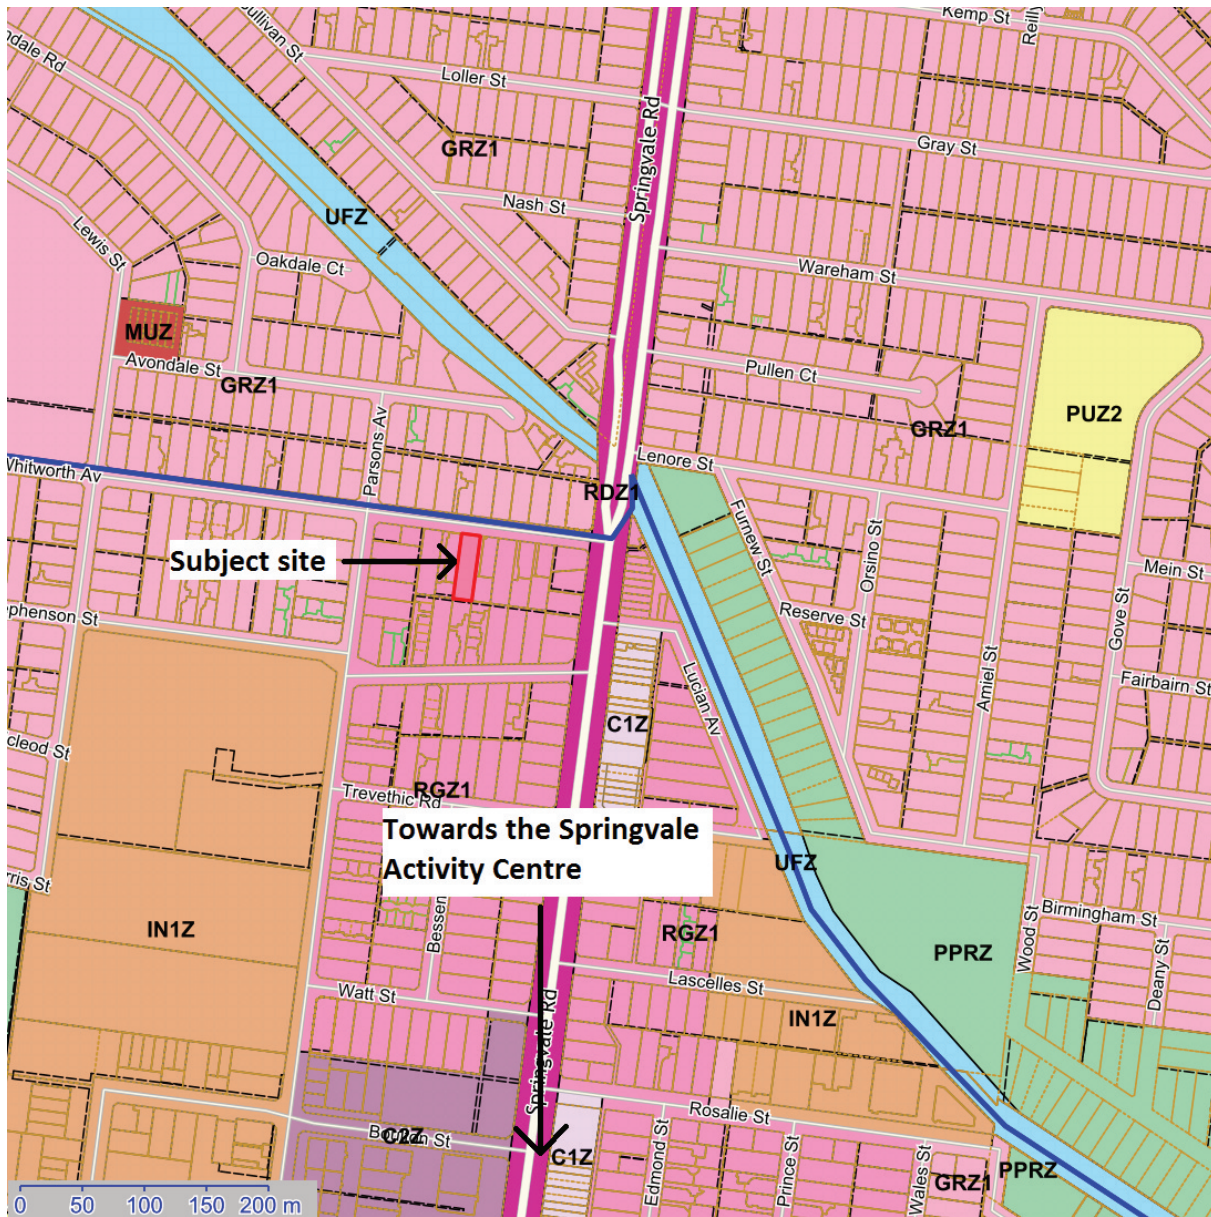 Kemp St
Reilly
ullivan St
ndale Rd
Loller St
Springvale Rd
GRZ1
Gray St
Nash St
UFZ
Lewis St
Oakdale Ct
Wareham St
MUZ
Avondale St
GRZ1
Pullen Ct
PUZ2
GRZ1
Parsons Av
Whitworth Av
Lenore St
RDZ1
Furnew St
Orsino St
Subject site
Mein St
Gove St
Reserve St
ephenson St
Amiel St
Lucian Av
Fairbairn St
C1Z
cleod St
RGZ1
Trevethic Rd
Towards the Springvale
Activity Centre
UFZ
rris St
Bessen
Wood St
Birmingham St
IN1Z
RGZ1
PPRZ
Deany St
Lascelles St
Watt St
IN1Z
Springvale Rd
Rosalie St
C2Z
C1Z
Edmond St
Prince St
Wales St
GRZ1
PPRZ
0 50 100 150 200 m